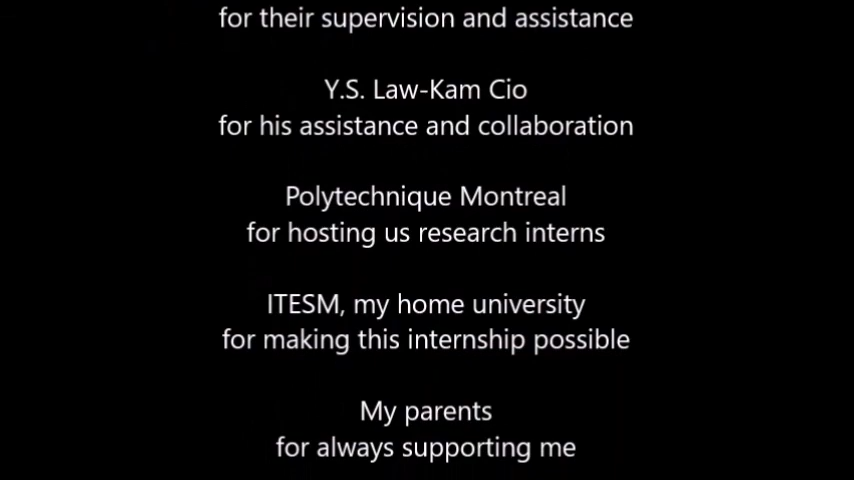 for their supervision and assistance
Y.S. Law-Kam Cio
for his assistance and collaboration
Polytechnique Montreal
for hosting us research interns
ITESM, my home university
for making this internship possible
My parents
for always supporting me